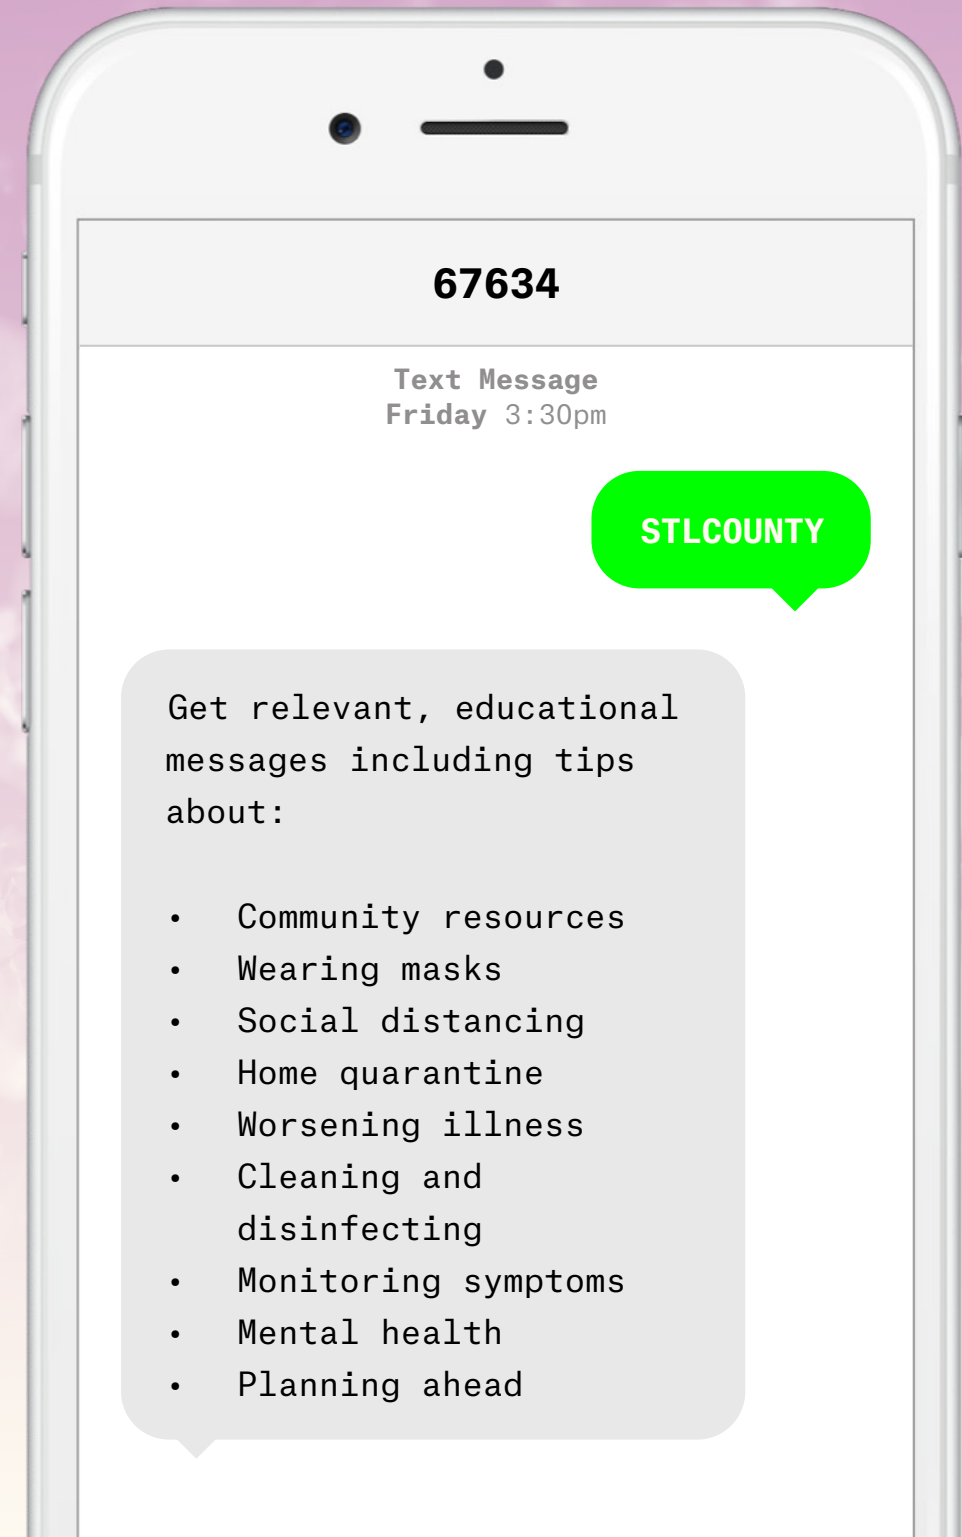 67634
Text Message
Friday 3:30pm
STLCOUNTY
Get relevant, educational
messages including tips
about:
• Community resources
• Wearing masks
• Social distancing
• Home quarantine
• Worsening illness
• Cleaning and
disinfecting
• Monitoring symptoms
• Mental health
• Planning ahead